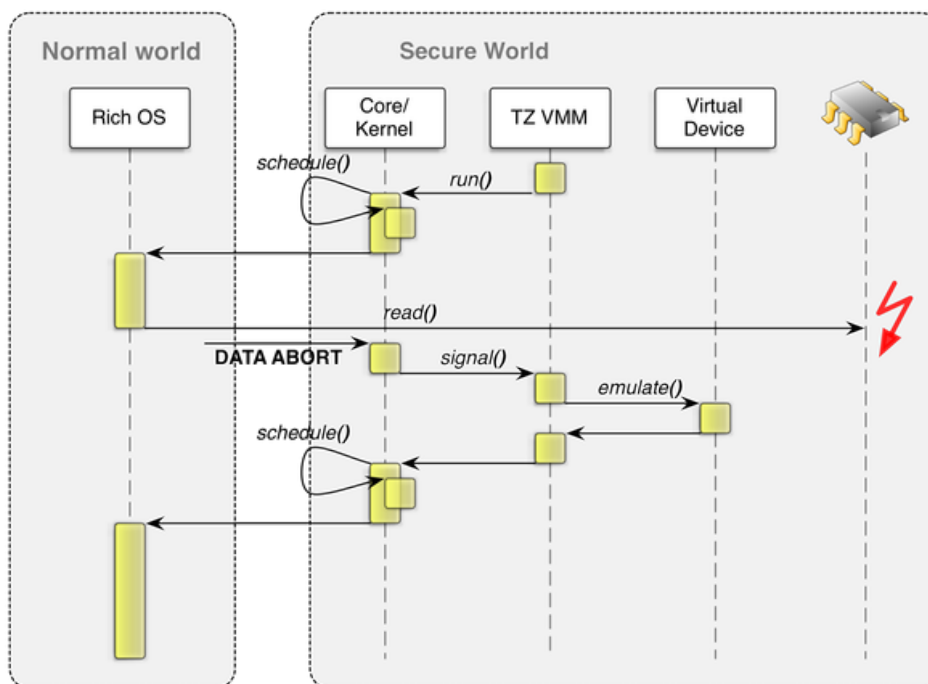 Normal world
Secure World
Rich OS
Core/
Kernel
TZ VMM
Virtual
Device
schedule()
run()
read()
DATA ABORT
signal()
emulate()
schedule()